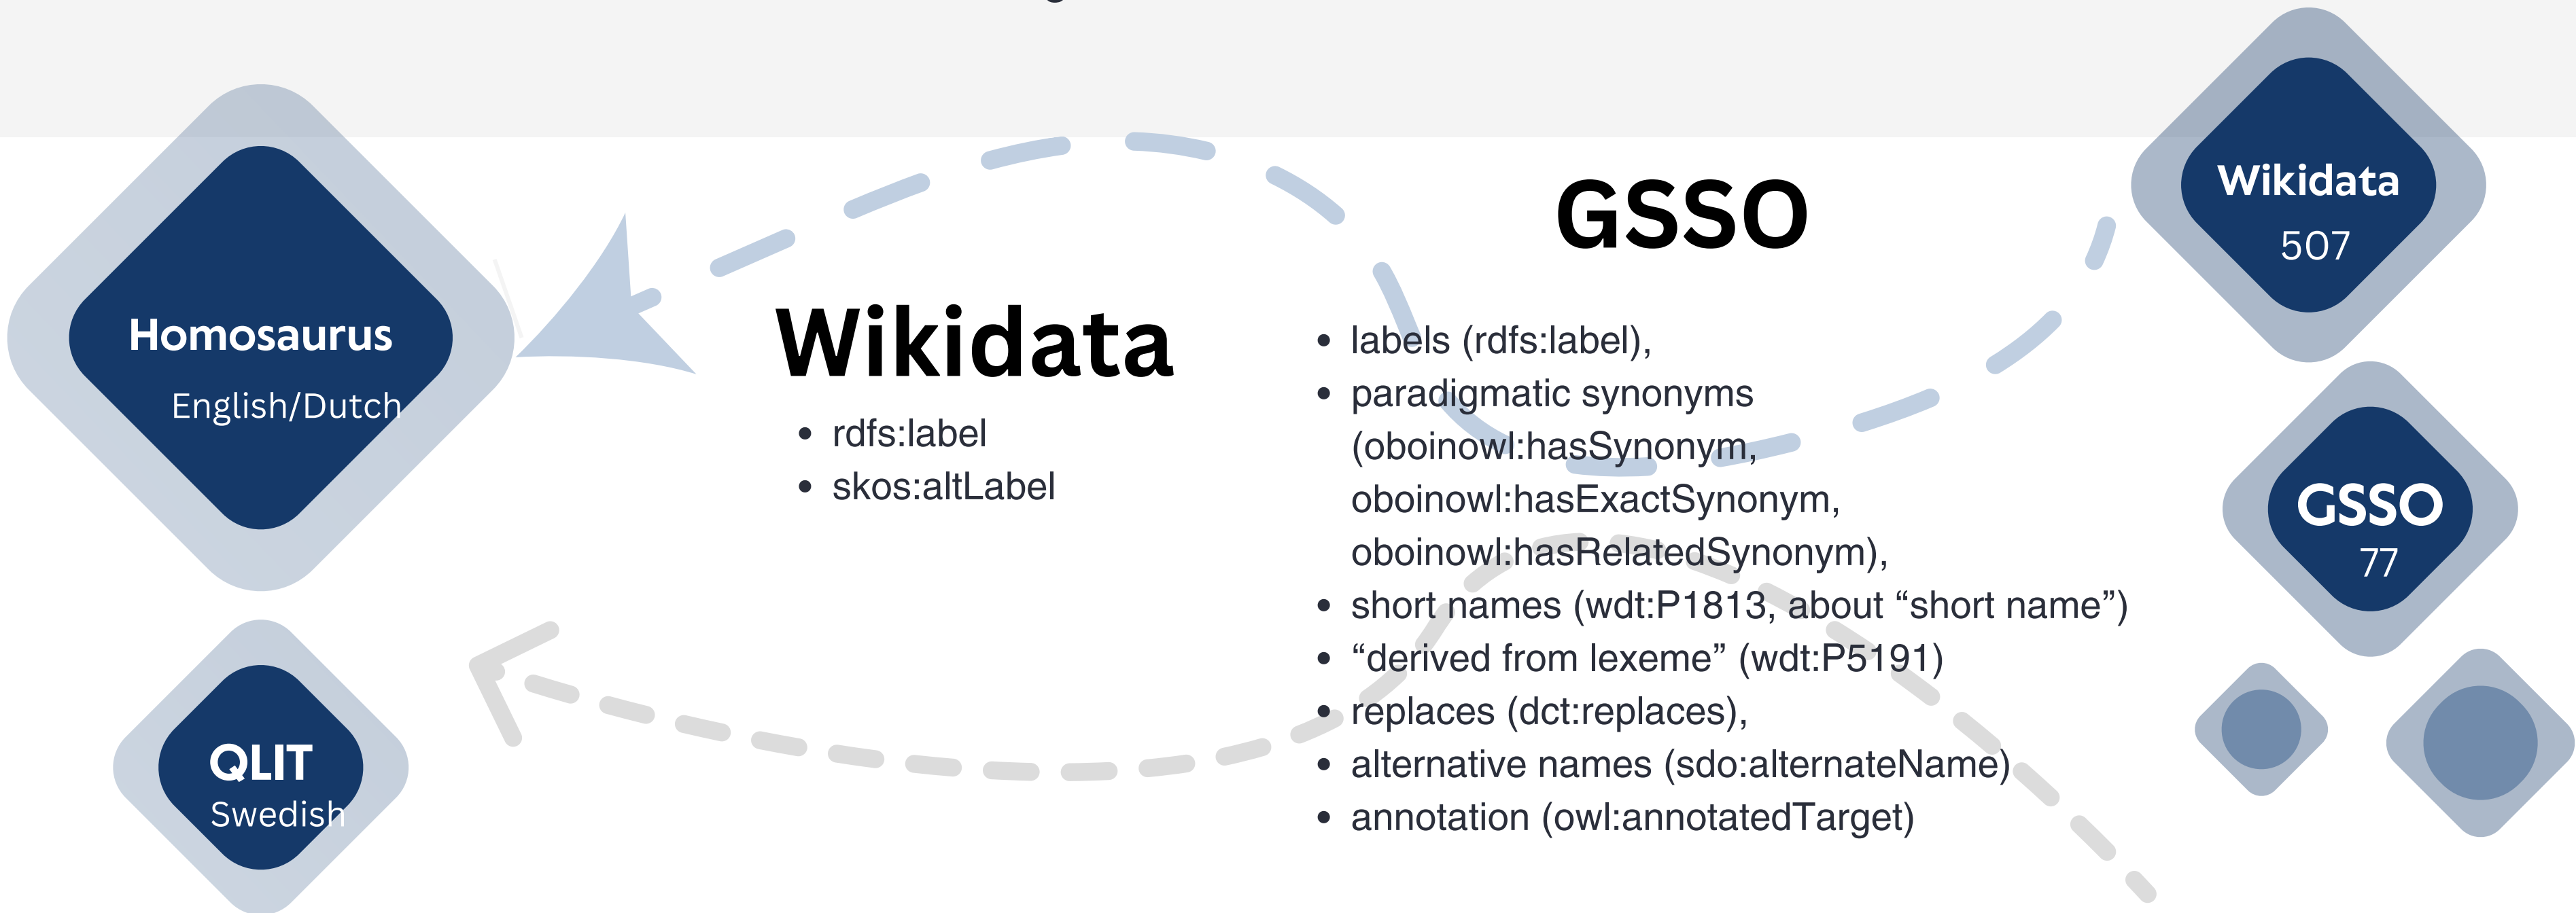 Homosaurus
English/Dutch
QLIT
Swedish
Wikidata
• rdfs:label
• skos:altLabel
GSSO
• labels (rdfs:label),
• paradigmatic synonyms
(oboinowl:hasSynonym,
oboinowl:hasExactSynonym,
oboinowl:hasRelatedSynonym),
• short names (wdt:P1813, about “short name”)
• “derived from lexeme” (wdt:P5191)
• replaces (dct:replaces),
• alternative names (sdo:alternateName)
• annotation (owl:annotatedTarget)
Wikidata
507
GSSO
77